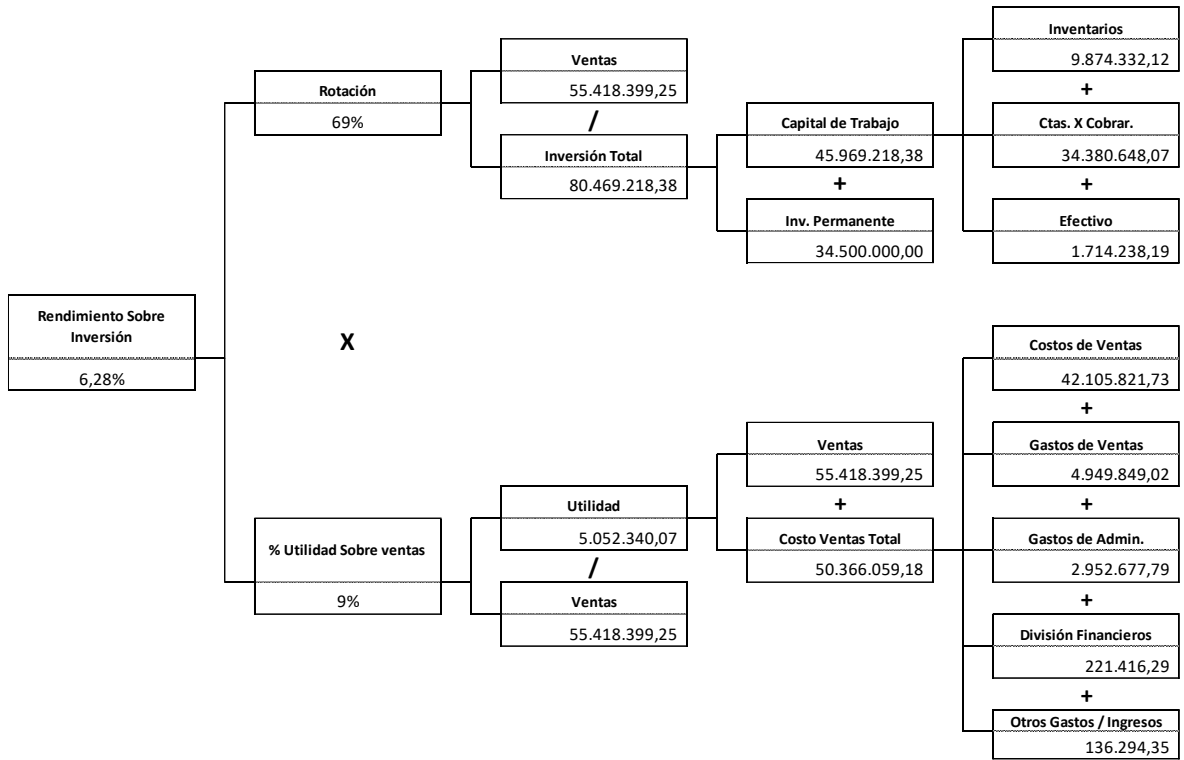 Inventarios
9.874.332,12
+
Ventas
55.418.399,25
/
Rotación
69%
Capital de Trabajo
45.969.218,38
+
Ctas. X Cobrar.
34.380.648,07
+
Inversión Total
80.469.218,38
Inv. Permanente
34.500.000,00
Efectivo
1.714.238,19
Rendimiento Sobre
Inversión
6,28%
X
Costos de Ventas
42.105.821,73
+
Ventas
55.418.399,25
+
Gastos de Ventas
4.949.849,02
+
Utilidad
5.052.340,07
/
% Utilidad Sobre ventas
9%
Costo Ventas Total
50.366.059,18
Gastos de Admin.
2.952.677,79
+
Ventas
55.418.399,25
División Financieros
221.416,29
+
Otros Gastos / Ingresos
136.294,35